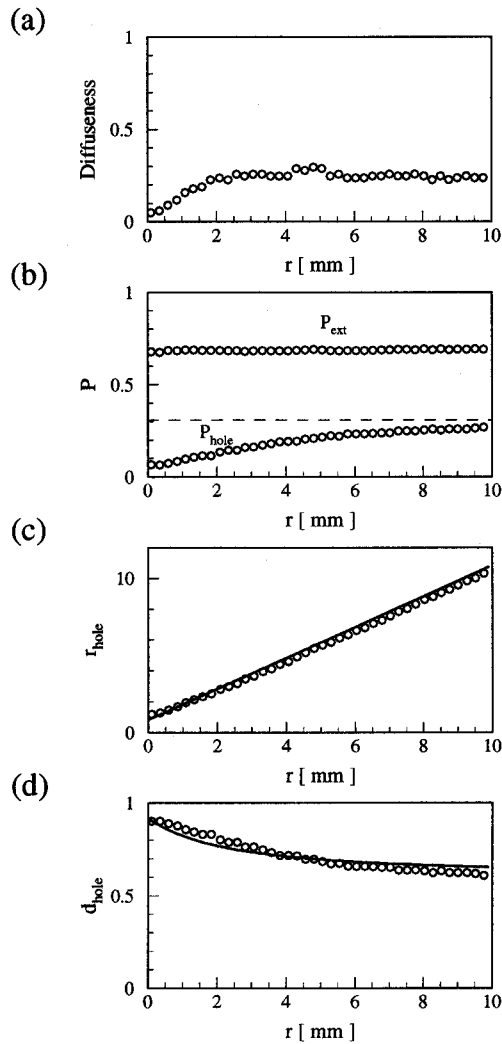 (a)
1
Diffuseness
0.5
0
0 2 4 6 8 10
r [ mm ]
(b)
1
P_ext
P
0.5
P_hole
0
0 2 4 6 8 10
r [ mm ]
(c)
10
r_hole
0
0 2 4 6 8 10
r [ mm ]
(d)
1
d_hole
0.5
0
0 2 4 6 8 10
r [ mm ]